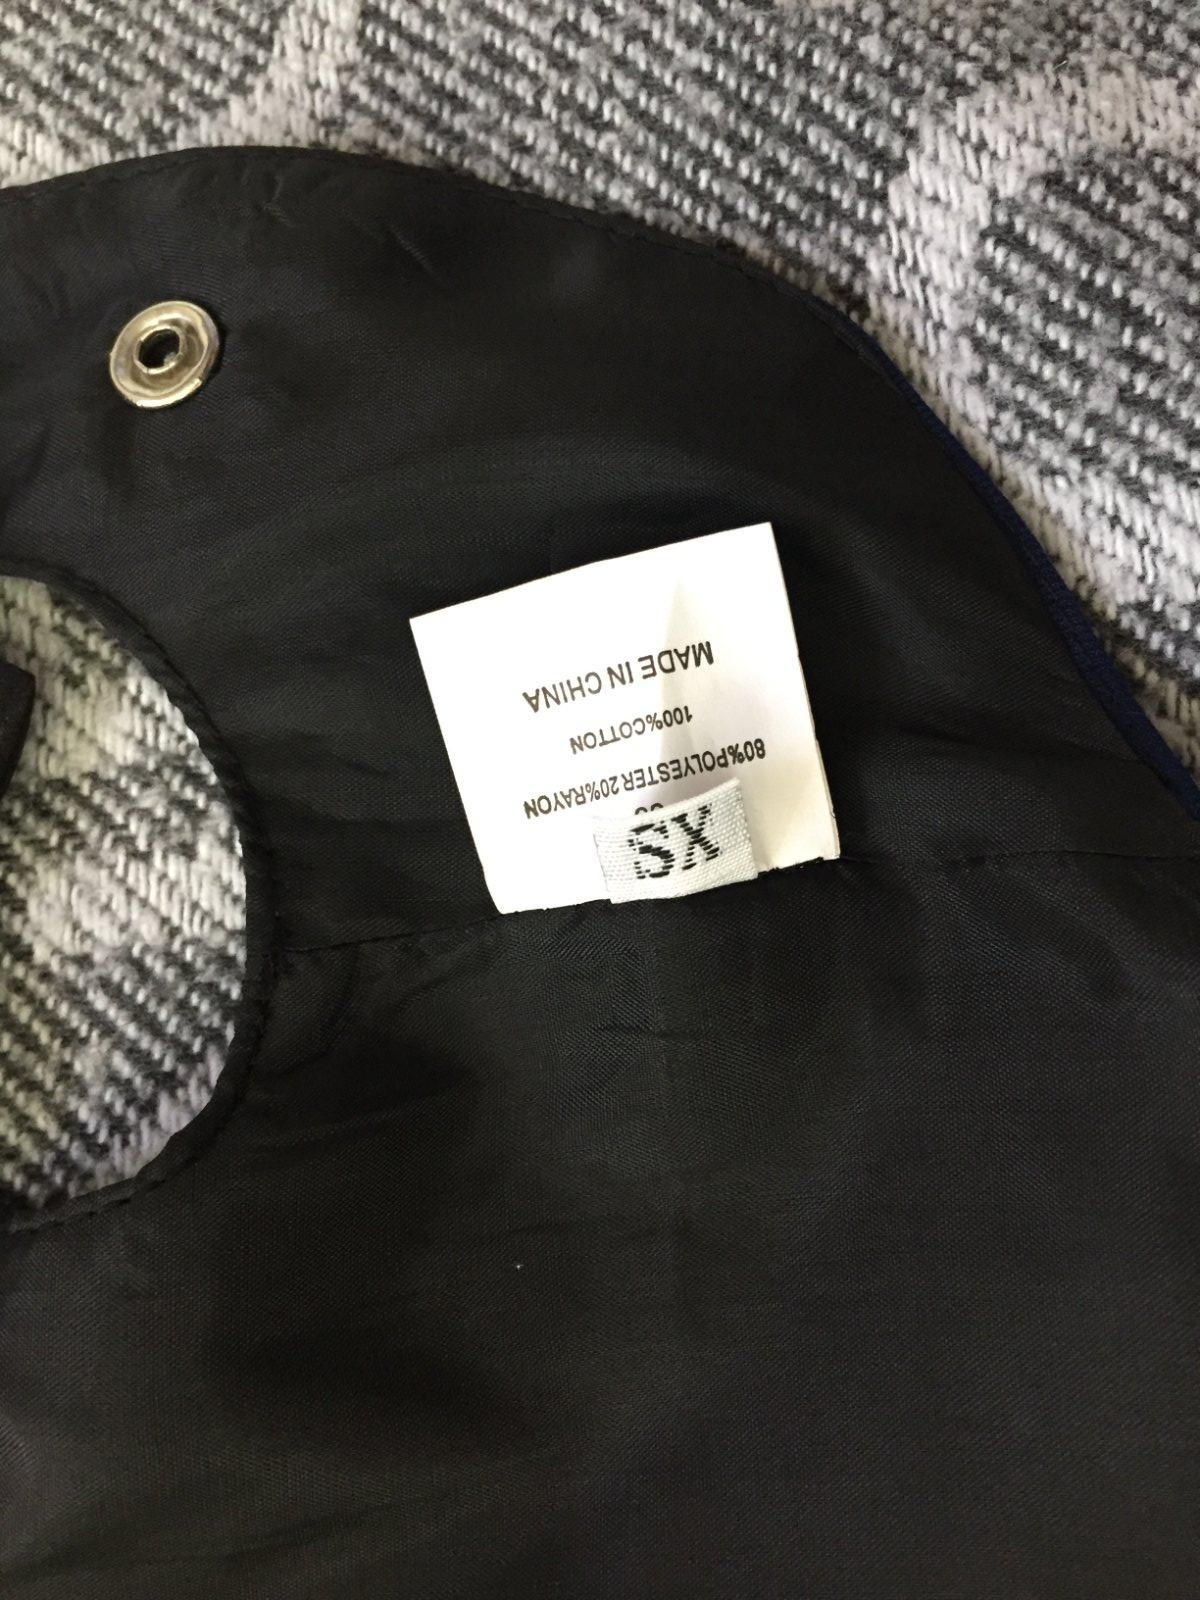 XS
80%POLYESTER 20%RAYON
100%COTTON
MADE IN CHINA